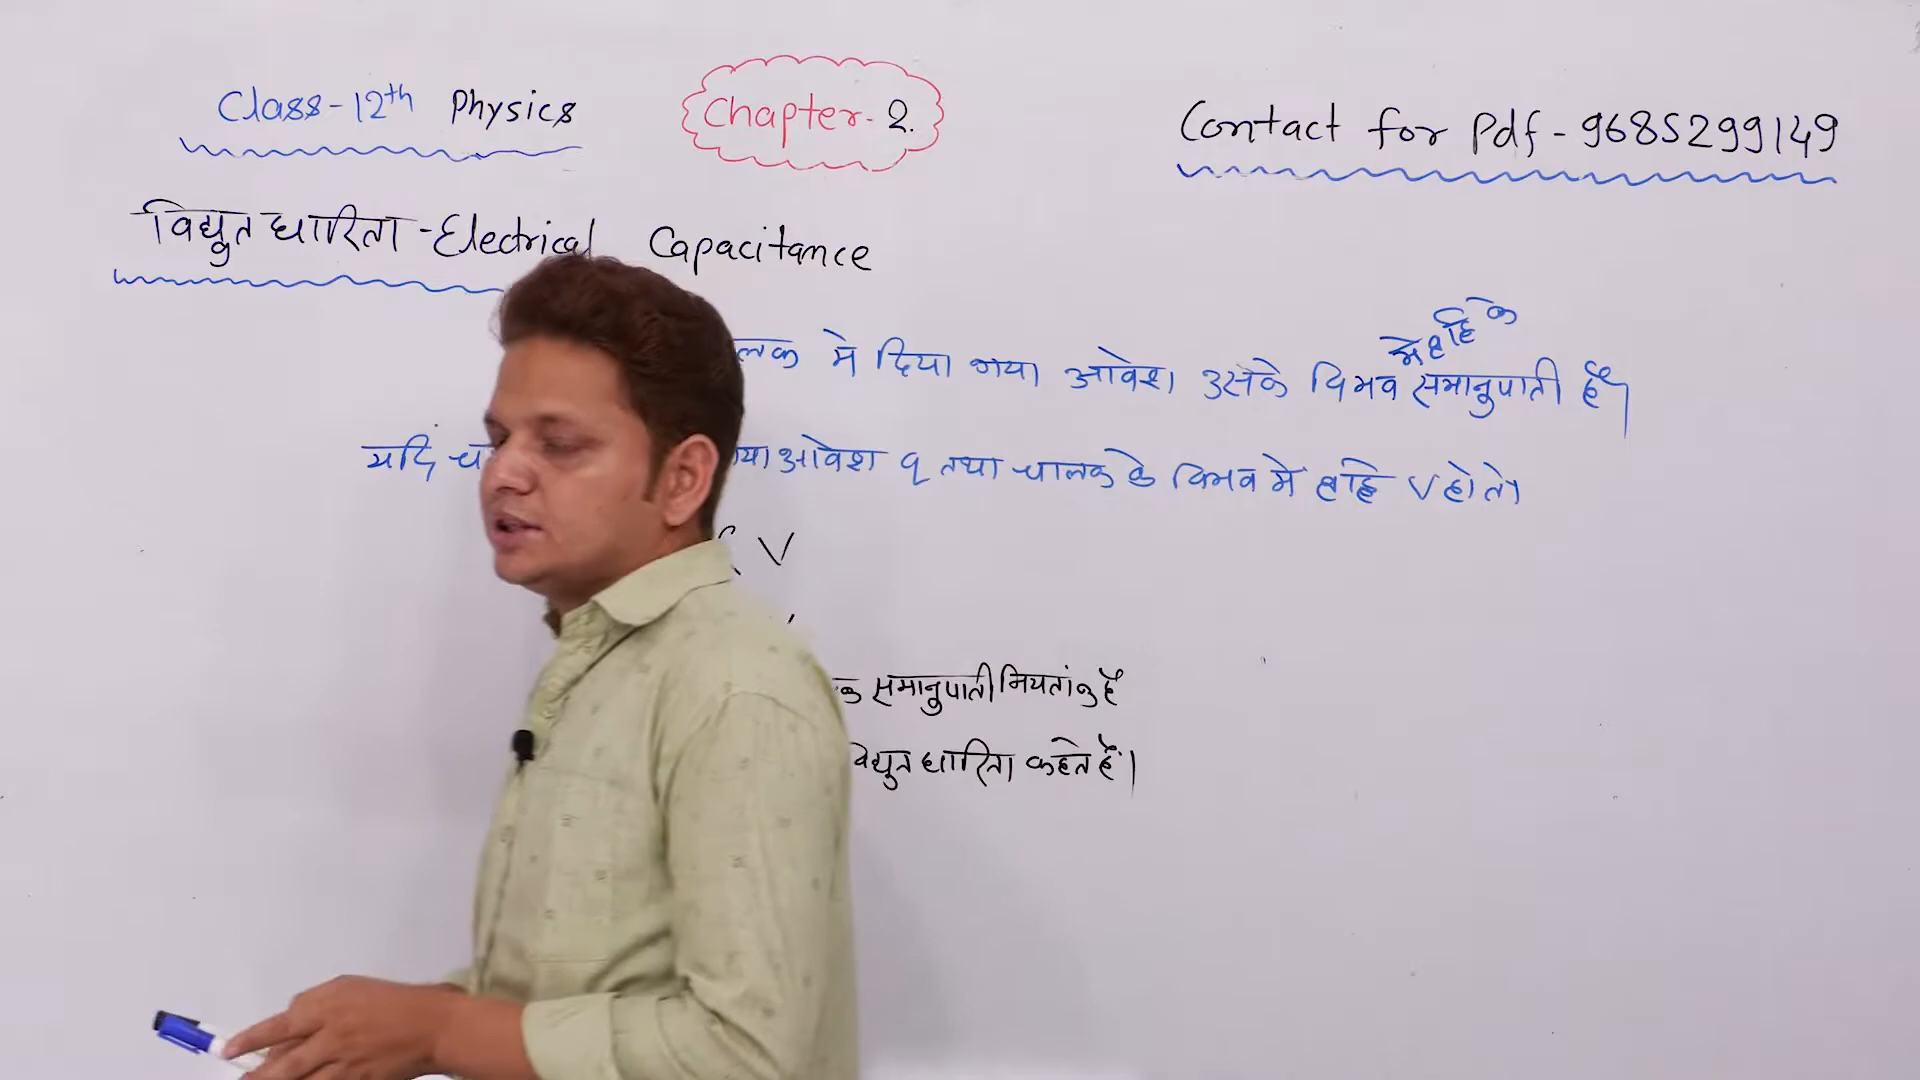 Class-12th Physics
Chapter-2.
Contact for Pdf - 9685299149
विद्युत धारिता - Electrical Capacitance
में दिया गया आवेश उसके विभव में वृद्धि के समानुपाती है।
यदि आवेश q तथा चालक के विभव में वृद्धि V हो तो
V
समानुपाती नियतांक है
विद्युत धारिता कहते हैं।